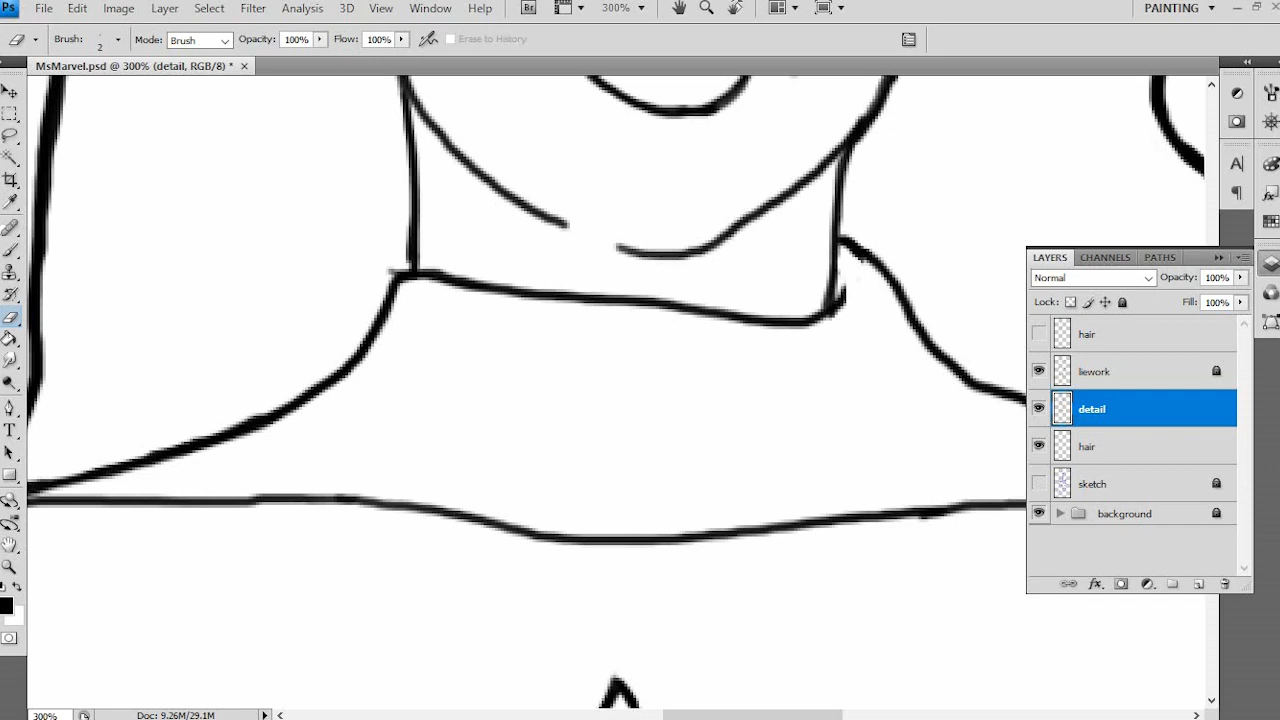 Ps File Edit Image Layer Select Filter Analysis 3D View Window Help Br 300% PAINTING
Brush: 2 Mode: Brush Opacity: 100% Flow: 100% Erase to History
MsMarvel.psd @ 300% (detail, RGB/8) *
LAYERS CHANNELS PATHS
Normal Opacity: 100%
Lock: Fill: 100%
hair
liework
detail
hair
sketch
background
300% Doc: 9.26M/29.1M